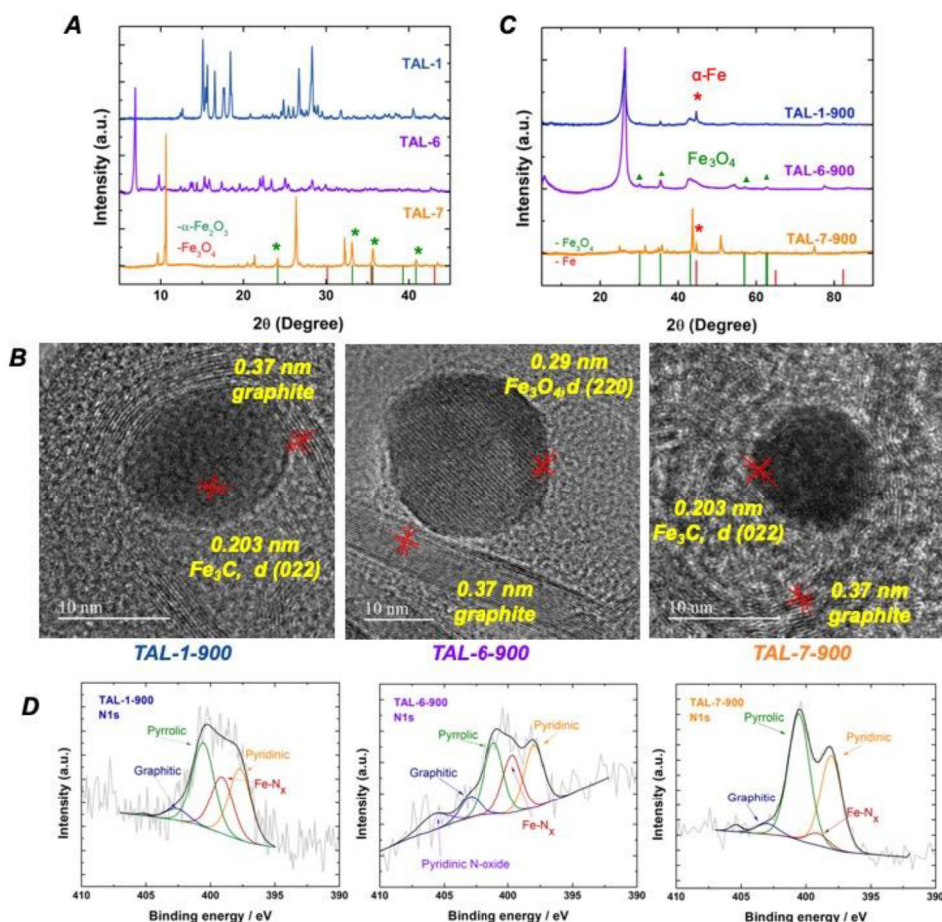 A
TAL-1
TAL-6
TAL-7
-α-Fe₂O₃
-Fe₃O₄
*
*
*
*
Intensity (a.u.)
10 20 30 40
2θ (Degree)
C
α-Fe
*
TAL-1-900
Fe₃O₄
▲ ▲ ▲ ▲
TAL-6-900
*
TAL-7-900
- Fe₃O₄
- Fe
Intensity (a.u.)
20 40 60 80
2θ (Degree)
B
0.37 nm
graphite
0.203 nm
Fe₃C, d (022)
10 nm
TAL-1-900
0.29 nm
Fe₃O₄,d (220)
0.37 nm
graphite
10 nm
TAL-6-900
0.203 nm
Fe₃C, d (022)
0.37 nm
graphite
10 nm
TAL-7-900
D
TAL-1-900
N1s
Pyrrolic
Pyridinic
Graphitic
Fe-Nₓ
Intensity (a.u.)
410 405 400 395 390
Binding energy / eV
TAL-6-900
N1s
Pyrrolic
Pyridinic
Graphitic
Fe-Nₓ
Pyridinic N-oxide
Intensity (a.u.)
410 405 400 395 390
Binding energy / eV
TAL-7-900
N1s
Pyrrolic
Pyridinic
Graphitic
Fe-Nₓ
Intensity (a.u.)
410 405 400 395 390
Binding energy / eV